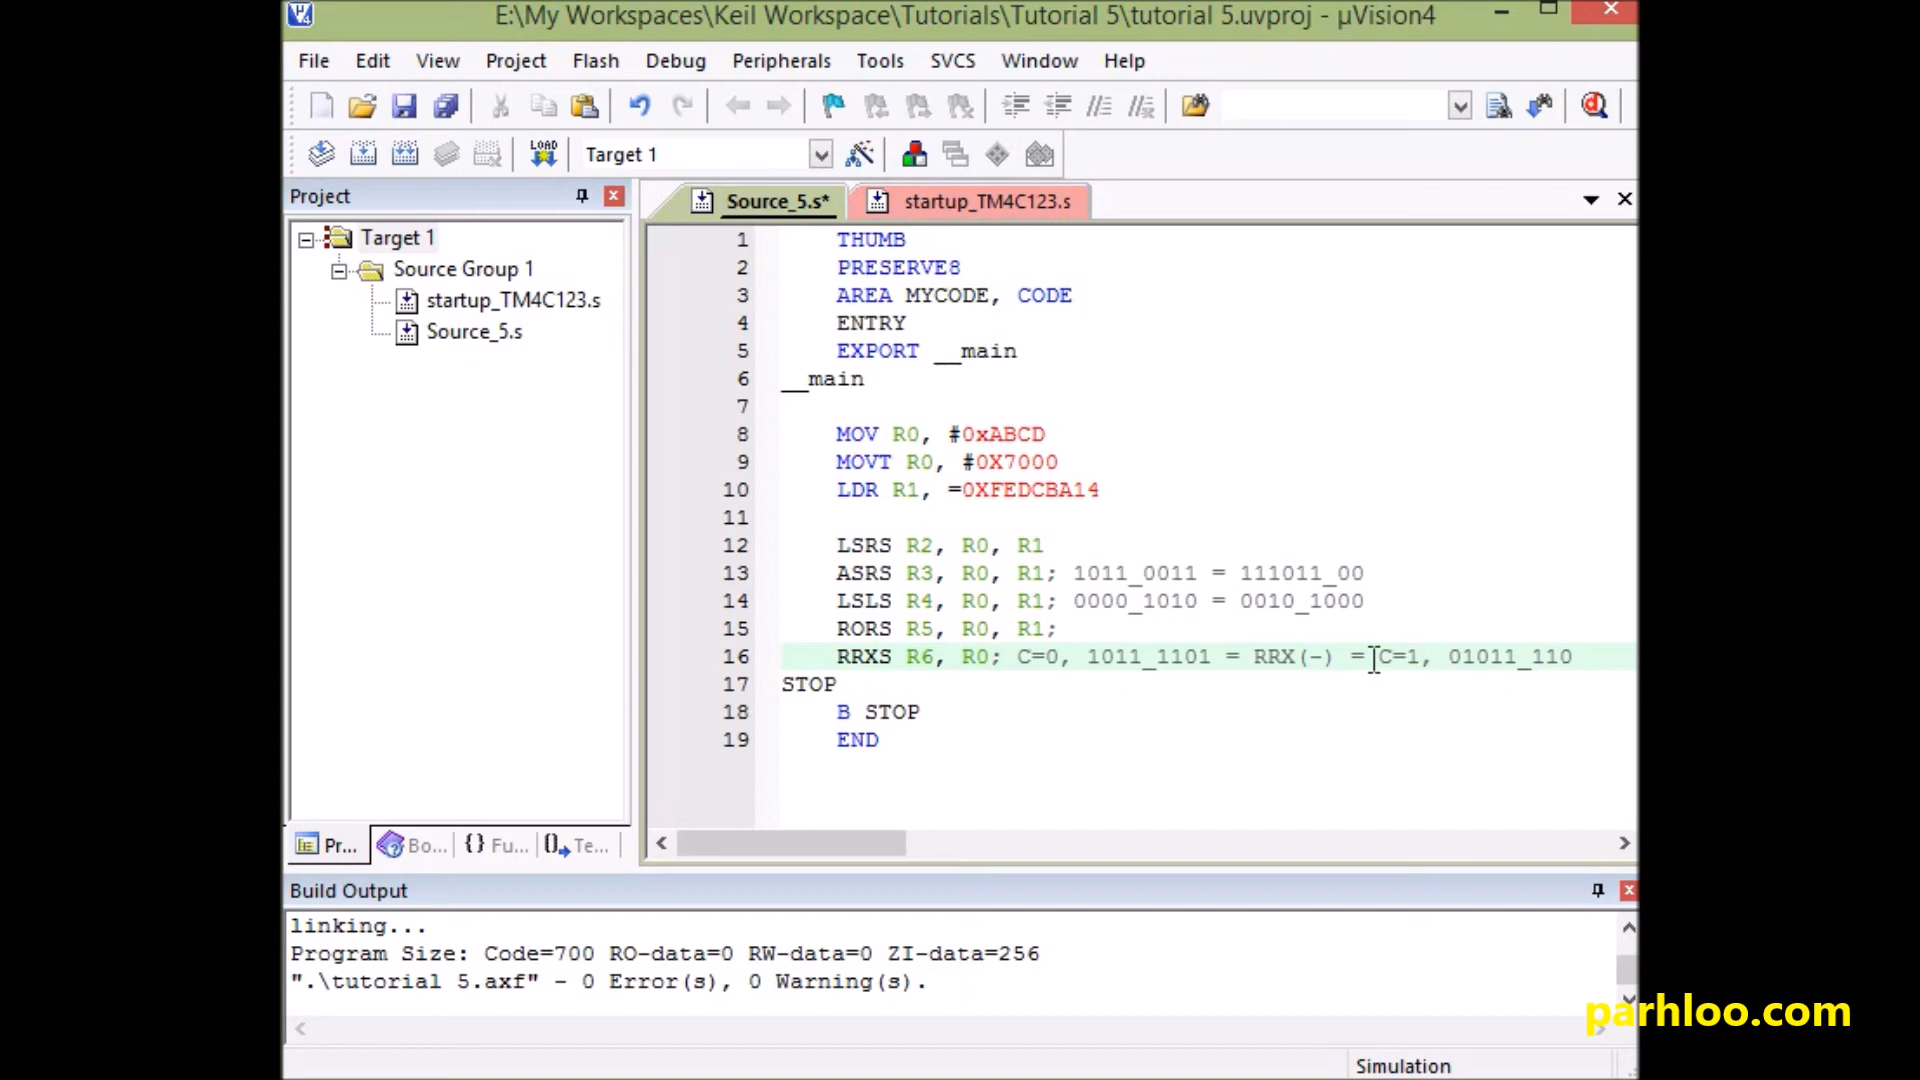 E:\My Workspaces\Keil Workspace\Tutorials\Tutorial 5\tutorial 5.uvproj - µVision4
File Edit View Project Flash Debug Peripherals Tools SVCS Window Help
LOAD Target 1
Project
Source_5.s* startup_TM4C123.s
Target 1
Source Group 1
startup_TM4C123.s
Source_5.s
1 THUMB
2 PRESERVE8
3 AREA MYCODE, CODE
4 ENTRY
5 EXPORT __main
6 __main
7
8 MOV R0, #0xABCD
9 MOVT R0, #0X7000
10 LDR R1, =0XFEDCBA14
11
12 LSRS R2, R0, R1
13 ASRS R3, R0, R1; 1011_0011 = 111011_00
14 LSLS R4, R0, R1; 0000_1010 = 0010_1000
15 RORS R5, R0, R1;
16 RRXS R6, R0; C=0, 1011_1101 = RRX(-) = C=1, 01011_110
17 STOP
18 B STOP
19 END
Pr... Bo... {} Fu... Te...
Build Output
linking...
Program Size: Code=700 RO-data=0 RW-data=0 ZI-data=256
".\tutorial 5.axf" - 0 Error(s), 0 Warning(s).
parhloo.com
Simulation